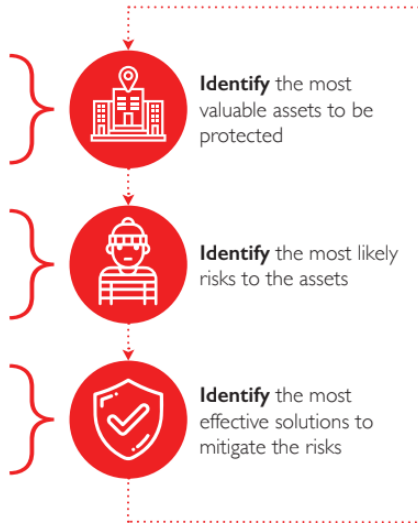 Identify the most
valuable assets to be
protected
Identify the most likely
risks to the assets
Identify the most
effective solutions to
mitigate the risks